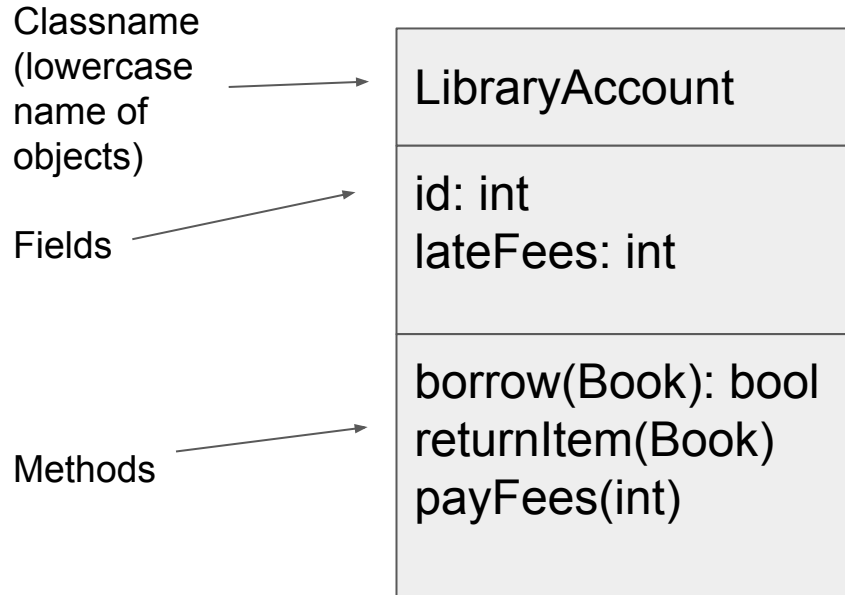 Classname
(lowercase
name of
objects)
LibraryAccount
Fields
id: int
lateFees: int
Methods
borrow(Book): bool
returnItem(Book)
payFees(int)